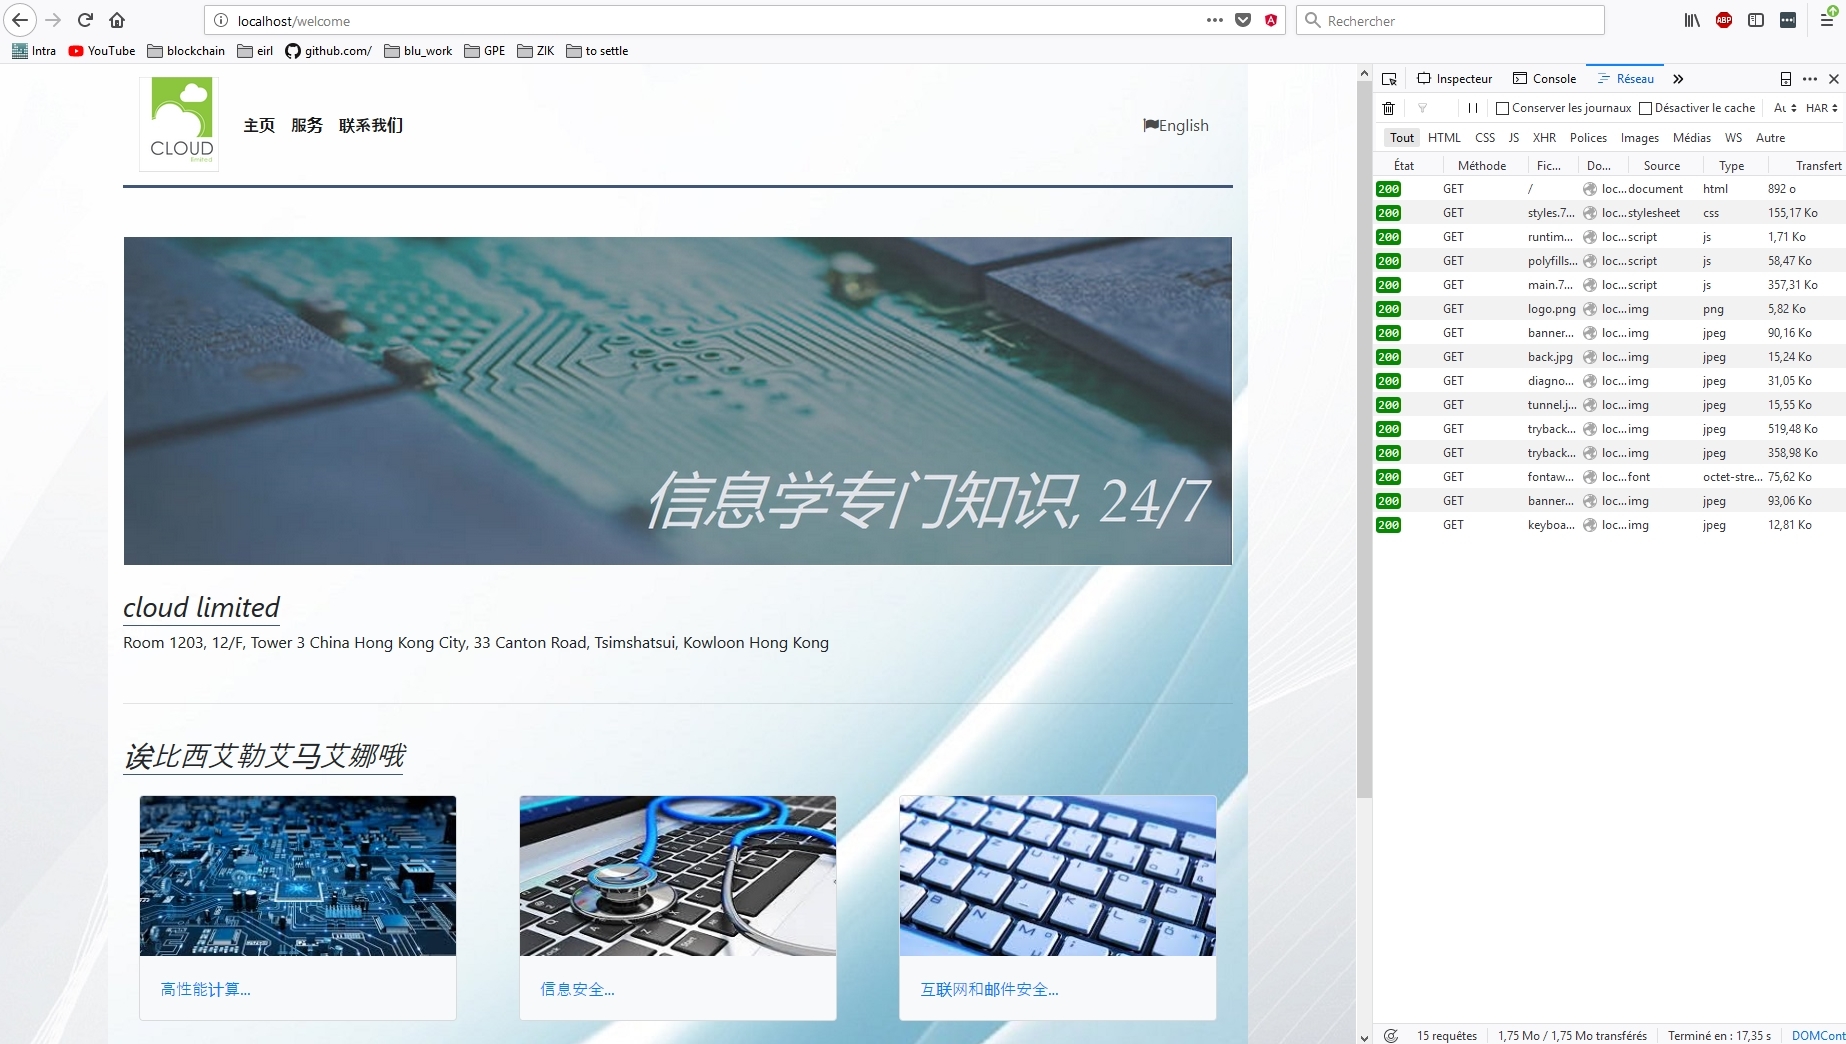 localhost/welcome
Rechercher
Intra YouTube blockchain eirl github.com/ blu_work GPE ZIK to settle
CLOUD
limited
主页 服务 联系我们
English
信息学专门知识, 24/7
cloud limited
Room 1203, 12/F, Tower 3 China Hong Kong City, 33 Canton Road, Tsimshatsui, Kowloon Hong Kong
诶比西艾勒艾马艾娜哦
高性能计算...
信息安全...
互联网和邮件安全...
Inspecteur Console Réseau
Conserver les journaux Désactiver le cache Au HAR
Tout HTML CSS JS XHR Polices Images Médias WS Autre
État Méthode Fic... Do... Source Type Transfert
200 GET / loc... document html 892 o
200 GET styles.7... loc... stylesheet css 155,17 Ko
200 GET runtim... loc... script js 1,71 Ko
200 GET polyfills... loc... script js 58,47 Ko
200 GET main.7... loc... script js 357,31 Ko
200 GET logo.png loc... img png 5,82 Ko
200 GET banner... loc... img jpeg 90,16 Ko
200 GET back.jpg loc... img jpeg 15,24 Ko
200 GET diagno... loc... img jpeg 31,05 Ko
200 GET tunnel.j... loc... img jpeg 15,55 Ko
200 GET tryback... loc... img jpeg 519,48 Ko
200 GET tryback... loc... img jpeg 358,98 Ko
200 GET fontaw... loc... font octet-stre... 75,62 Ko
200 GET banner... loc... img jpeg 93,06 Ko
200 GET keyboa... loc... img jpeg 12,81 Ko
15 requêtes 1,75 Mo / 1,75 Mo transférés Terminé en : 17,35 s DOMCont